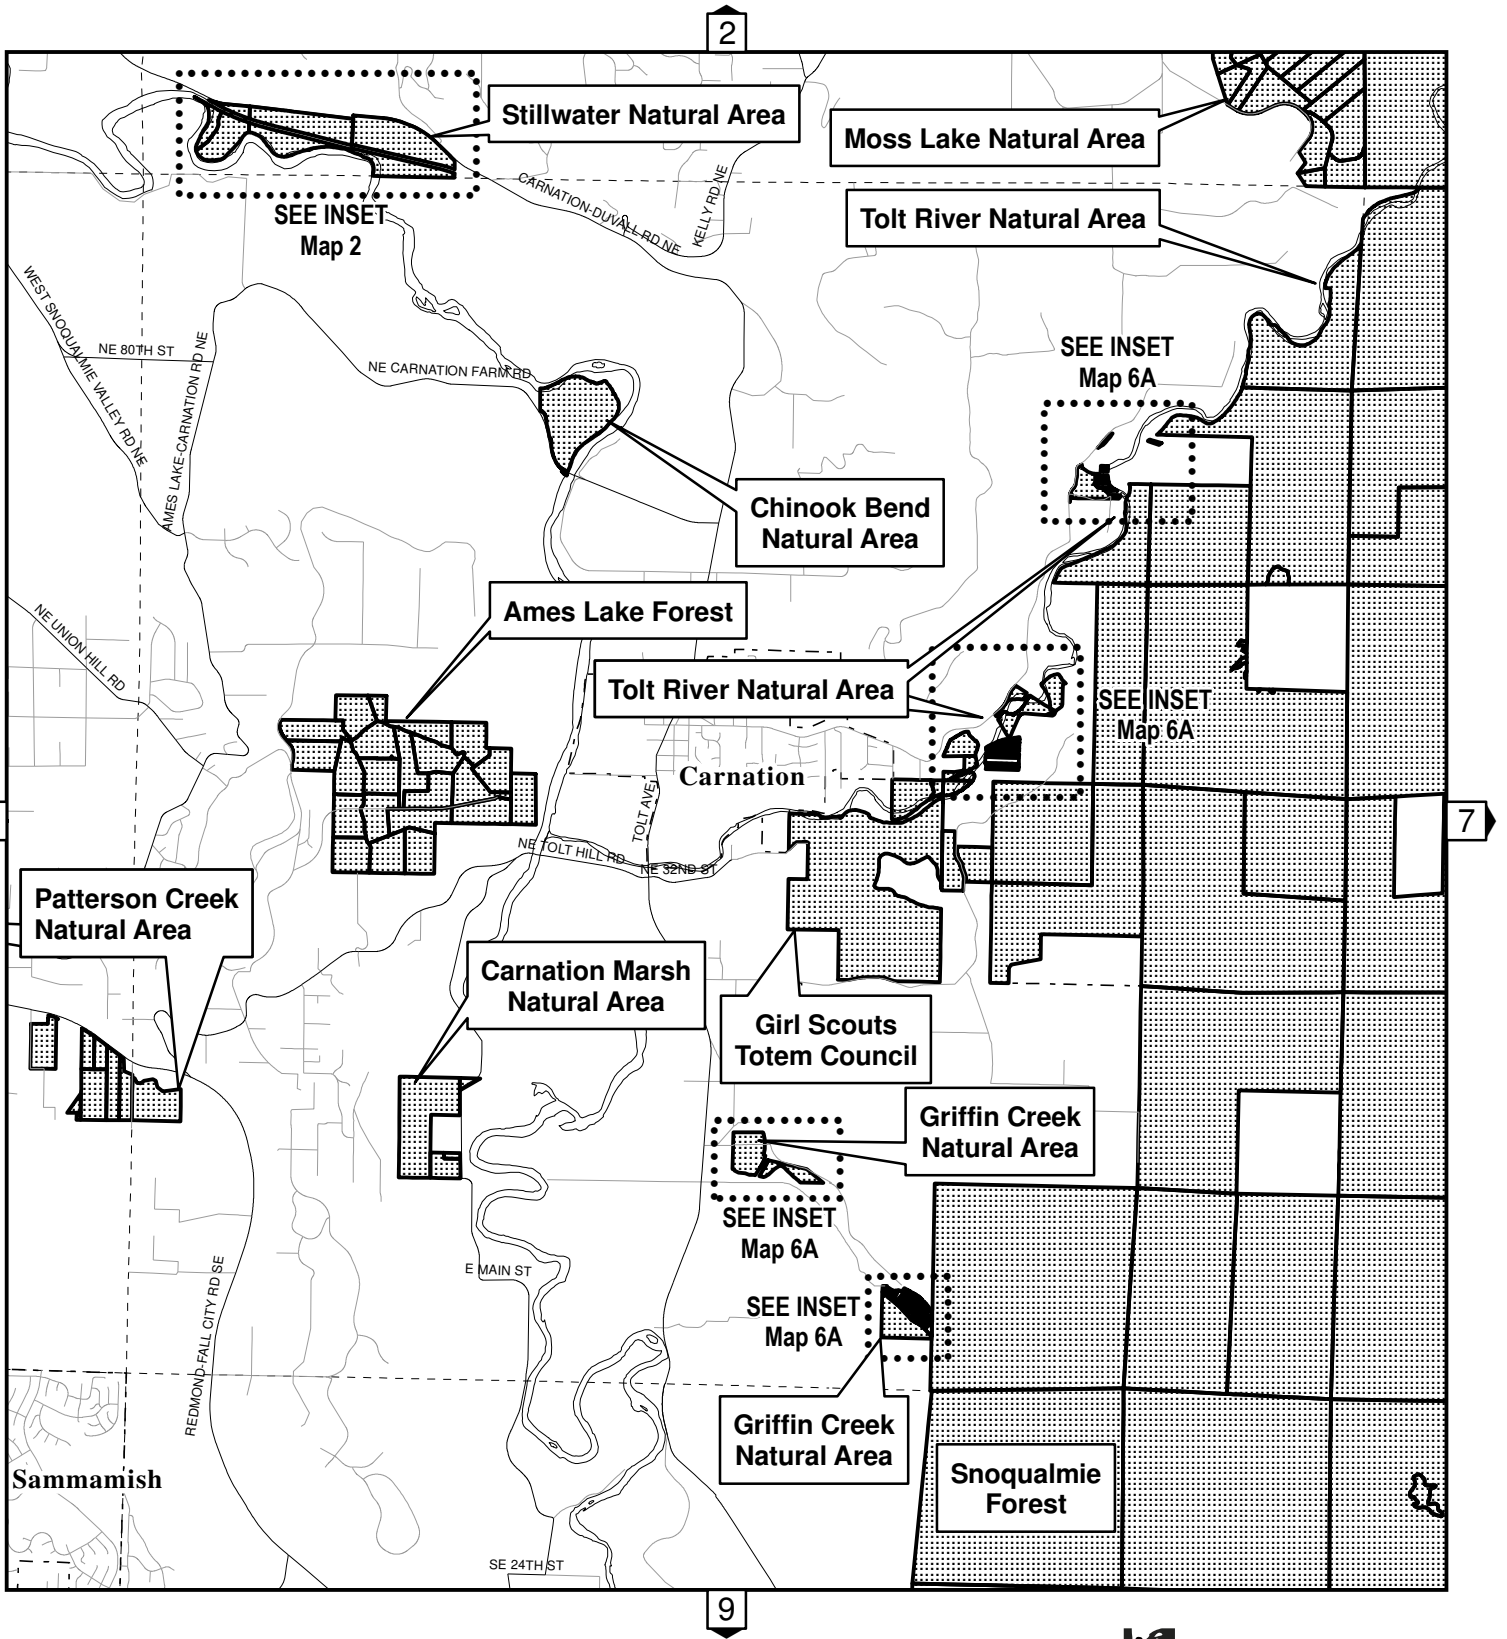 2
Stillwater Natural Area
Moss Lake Natural Area
SEE INSET
Map 2
CARNATION-DUVALL RD NE
KELLY RD NE
Tolt River Natural Area
WEST SNOQUALMIE VALLEY RD NE
NE 80TH ST
AMES LAKE-CARNATION RD NE
NE CARNATION FARM RD
SEE INSET
Map 6A
Chinook Bend
Natural Area
NE UNION HILL RD
Ames Lake Forest
Tolt River Natural Area
SEE INSET
Map 6A
Carnation
TOLT AVE
7
NE TOLT HILL RD
NE 32ND ST
Patterson Creek
Natural Area
Carnation Marsh
Natural Area
Girl Scouts
Totem Council
Griffin Creek
Natural Area
SEE INSET
Map 6A
E MAIN ST
REDMOND-FALL CITY RD SE
SEE INSET
Map 6A
Griffin Creek
Natural Area
Snoqualmie
Forest
Sammamish
SE 24TH ST
9